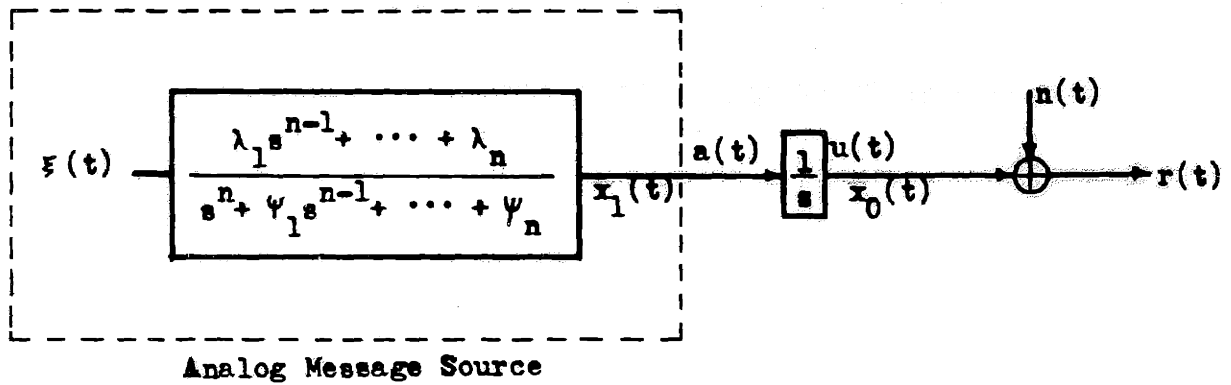 n(t)
λ₁sⁿ⁻¹+ ··· + λₙ
ξ(t)
a(t)
1
u(t)
r(t)
sⁿ+ Ψ₁sⁿ⁻¹+ ··· + Ψₙ
x₁(t)
s
x₀(t)
Analog Message Source